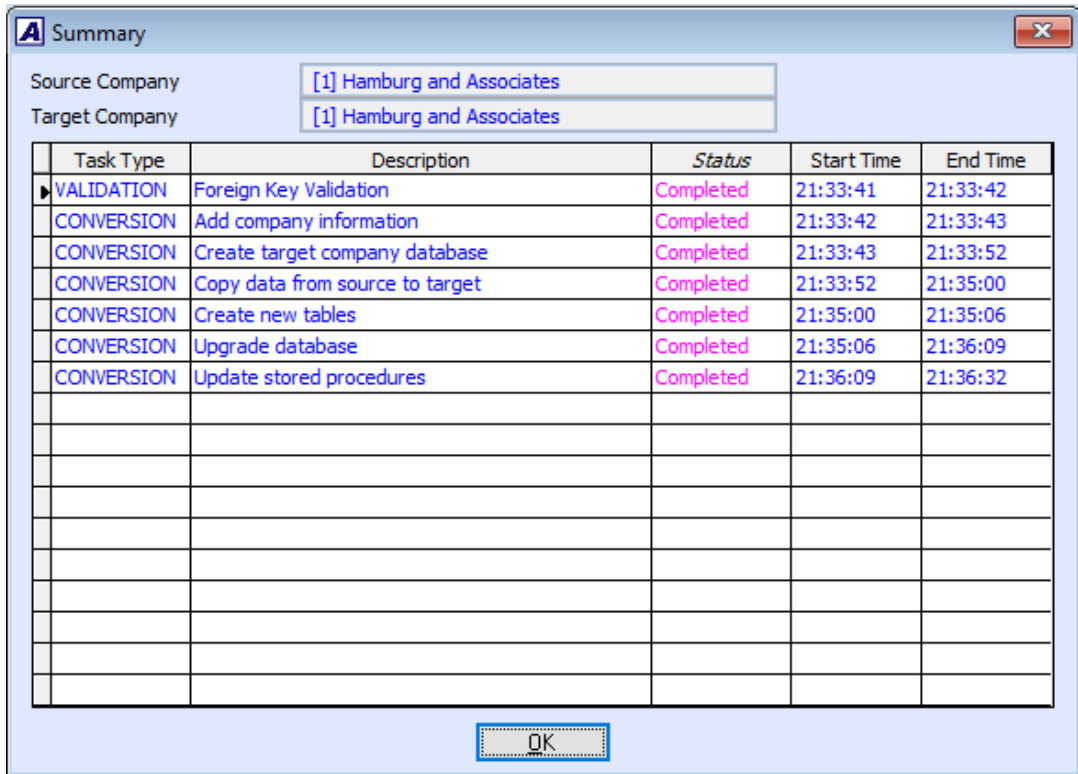 A Summary
Source Company [1] Hamburg and Associates
Target Company [1] Hamburg and Associates
Task Type Description Status Start Time End Time
VALIDATION Foreign Key Validation Completed 21:33:41 21:33:42
CONVERSION Add company information Completed 21:33:42 21:33:43
CONVERSION Create target company database Completed 21:33:43 21:33:52
CONVERSION Copy data from source to target Completed 21:33:52 21:35:00
CONVERSION Create new tables Completed 21:35:00 21:35:06
CONVERSION Upgrade database Completed 21:35:06 21:36:09
CONVERSION Update stored procedures Completed 21:36:09 21:36:32
OK